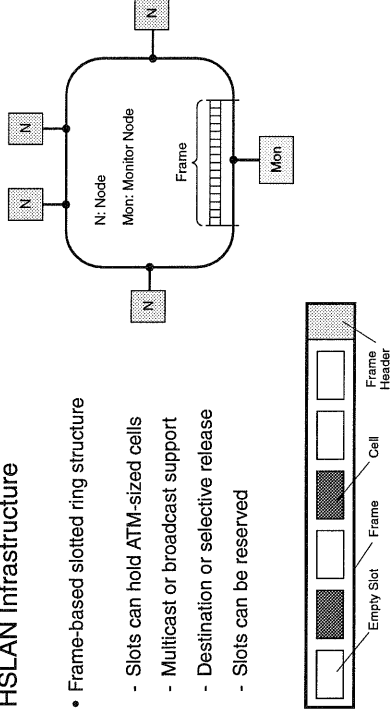 HSLAN Infrastructure
• Frame-based slotted ring structure
- Slots can hold ATM-sized cells
- Multicast or broadcast support
- Destination or selective release
- Slots can be reserved
N
N
N
N
N: Node
Mon: Monitor Node
Frame
Mon
Empty Slot
Frame
Cell
Frame
Header